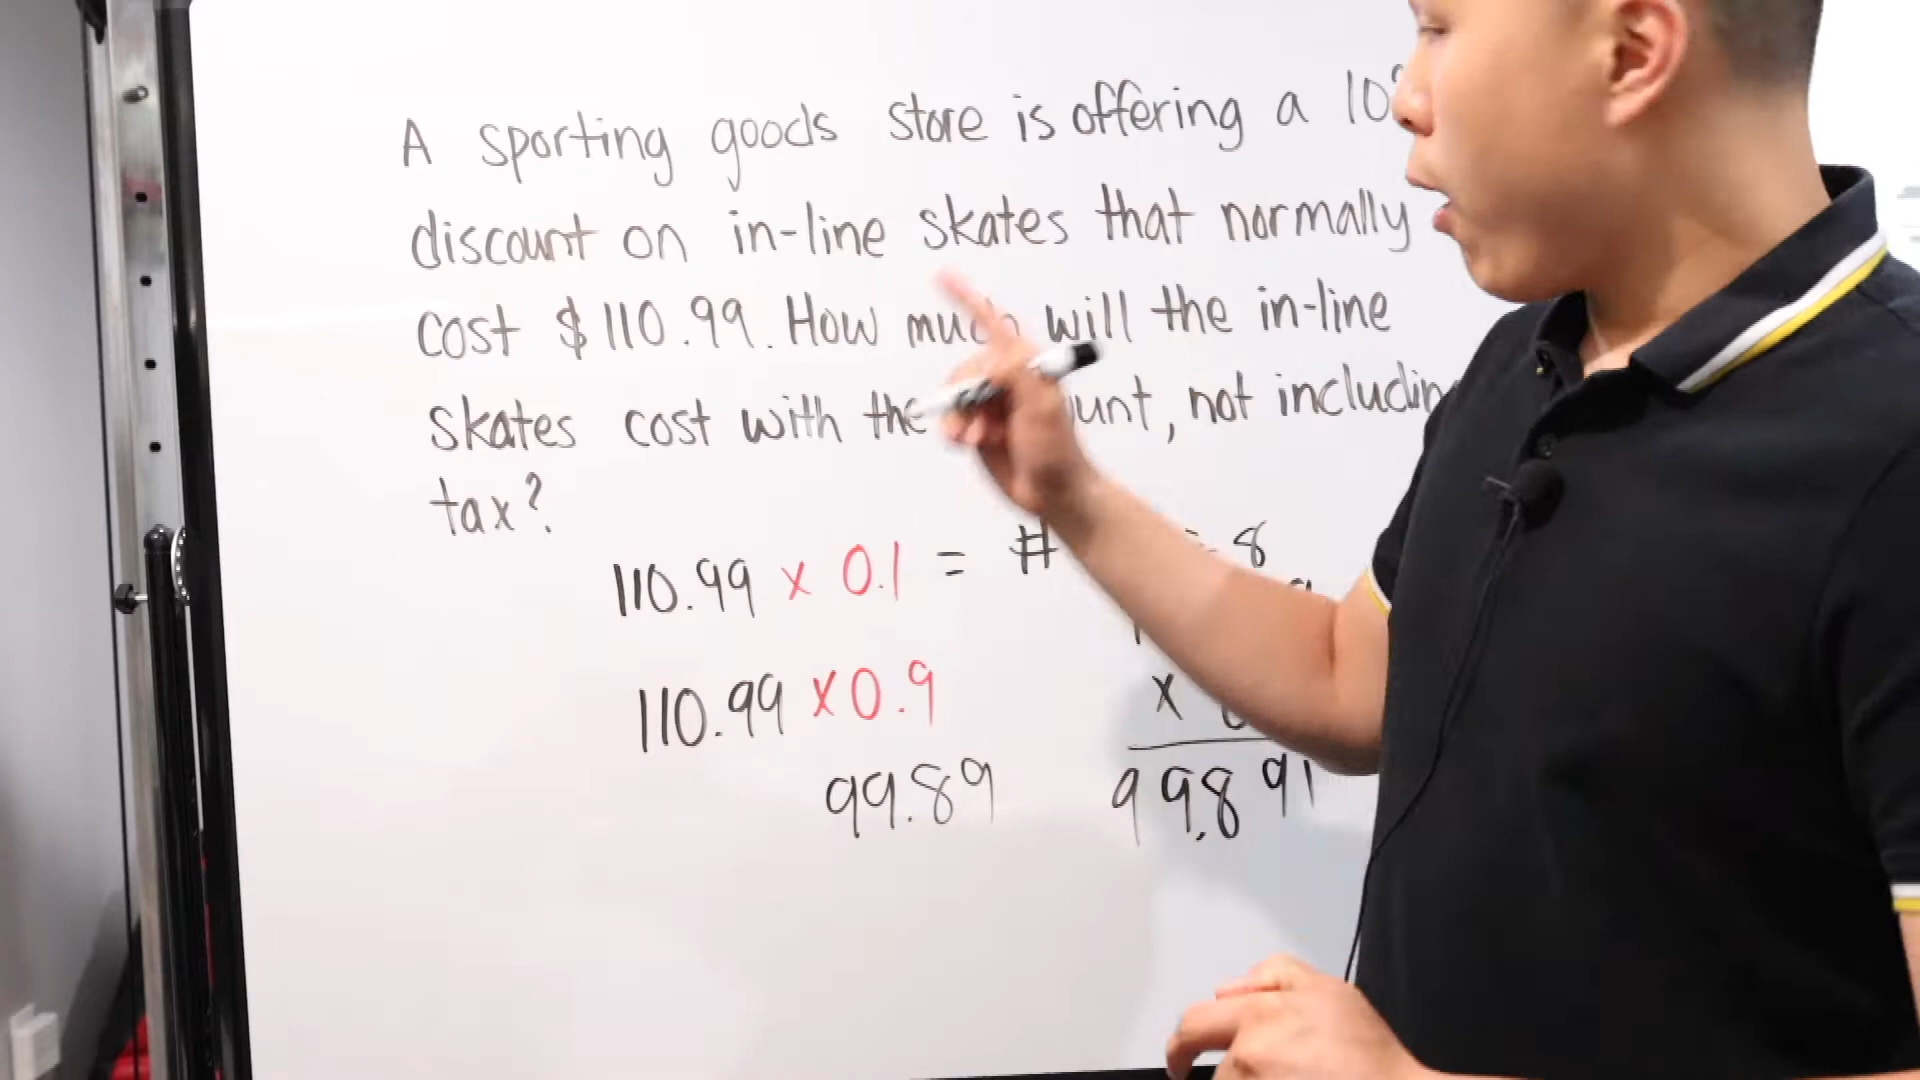 A sporting goods store is offering a 10
discount on in-line skates that normally
cost $110.99. How much will the in-line
skates cost with the unt, not includin
tax?
110.99 x 0.1 = #
8
110.99 x 0.9
x
99.89
99.891